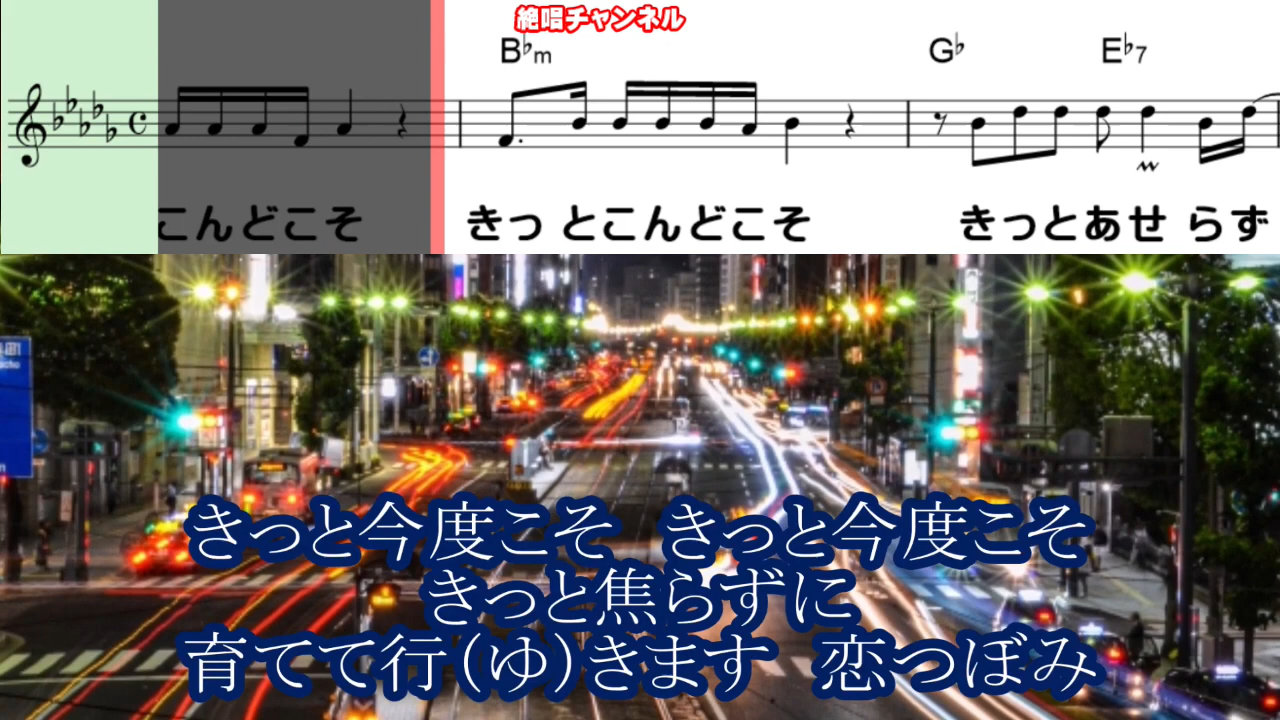 絶唱チャンネル
B♭m G♭ E♭7
こんどこそ きっ とこんどこそ きっとあせ らず
きっと今度こそ きっと今度こそ
きっと焦らずに
育てて行(ゆ)きます 恋つぼみ